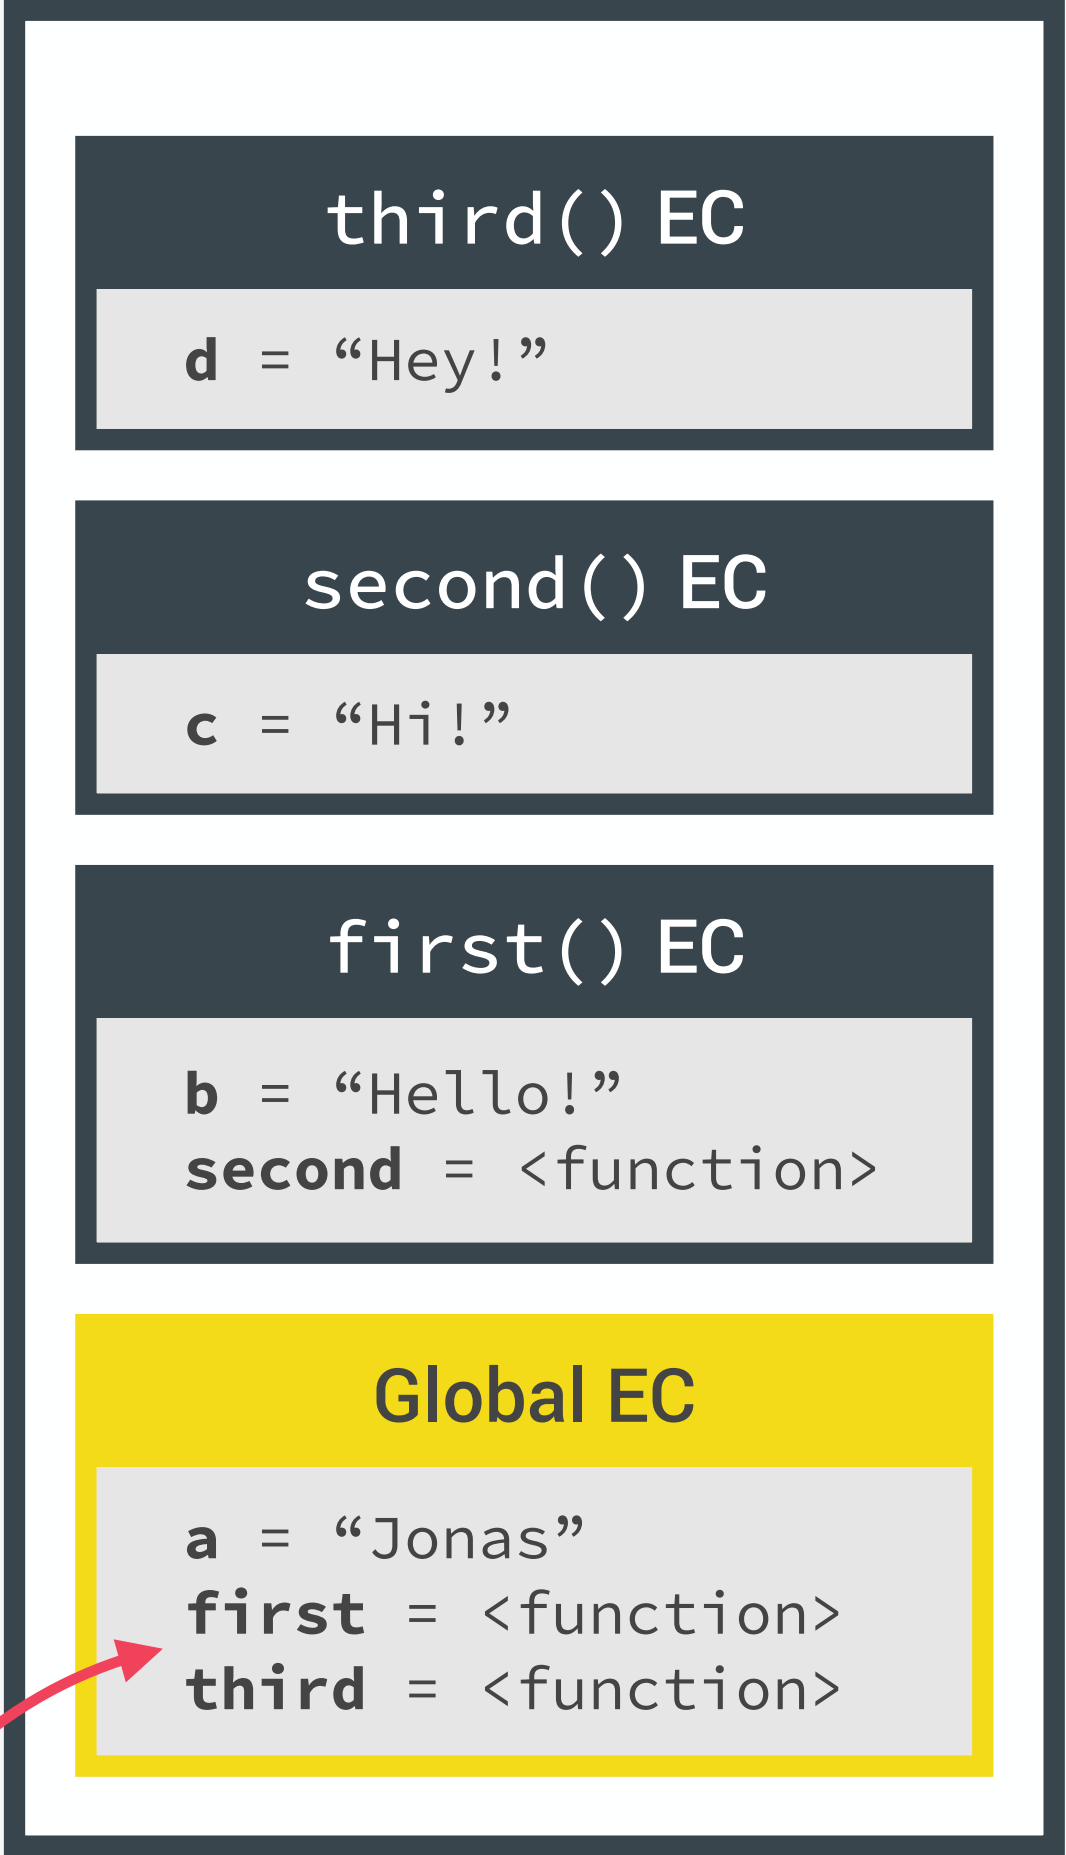 third() EC
d = “Hey!”
second() EC
c = “Hi!”
first() EC
b = “Hello!”
second = <function>
Global EC
a = “Jonas”
first = <function>
third = <function>